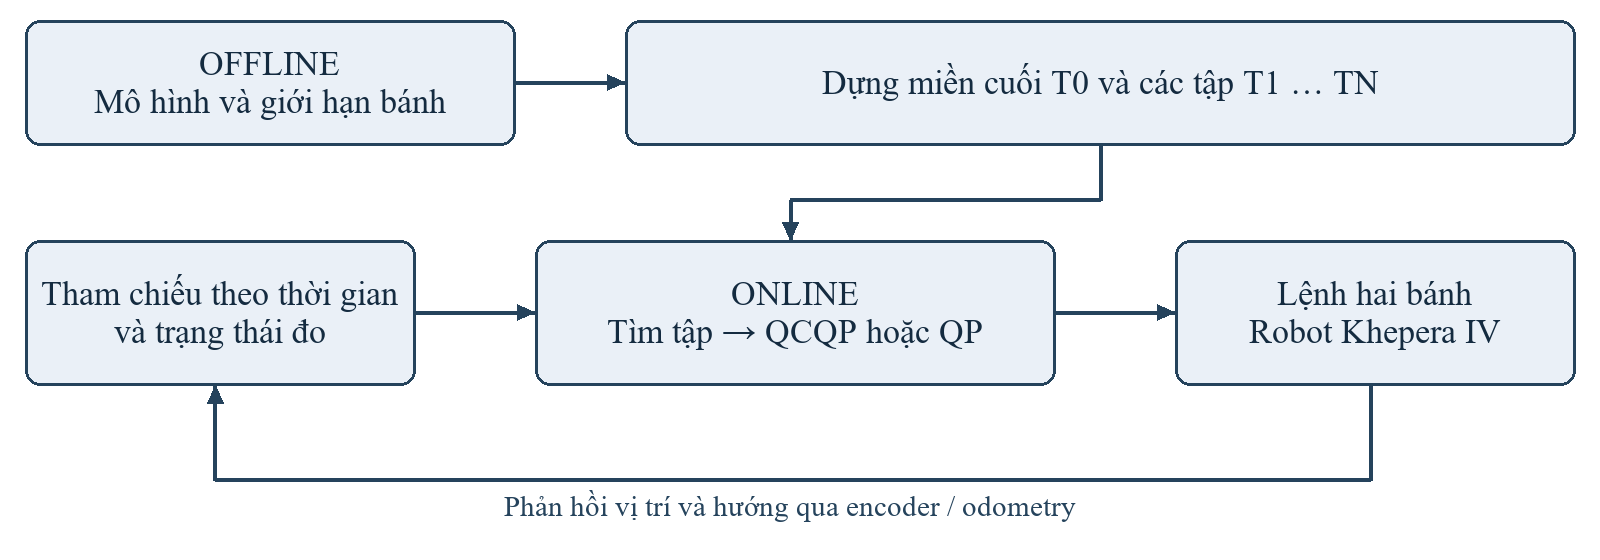 OFFLINE
Mô hình và giới hạn bánh
Dựng miền cuối T0 và các tập T1 … TN
Tham chiếu theo thời gian
và trạng thái đo
ONLINE
Tìm tập → QCQP hoặc QP
Lệnh hai bánh
Robot Khepera IV
Phản hồi vị trí và hướng qua encoder / odometry